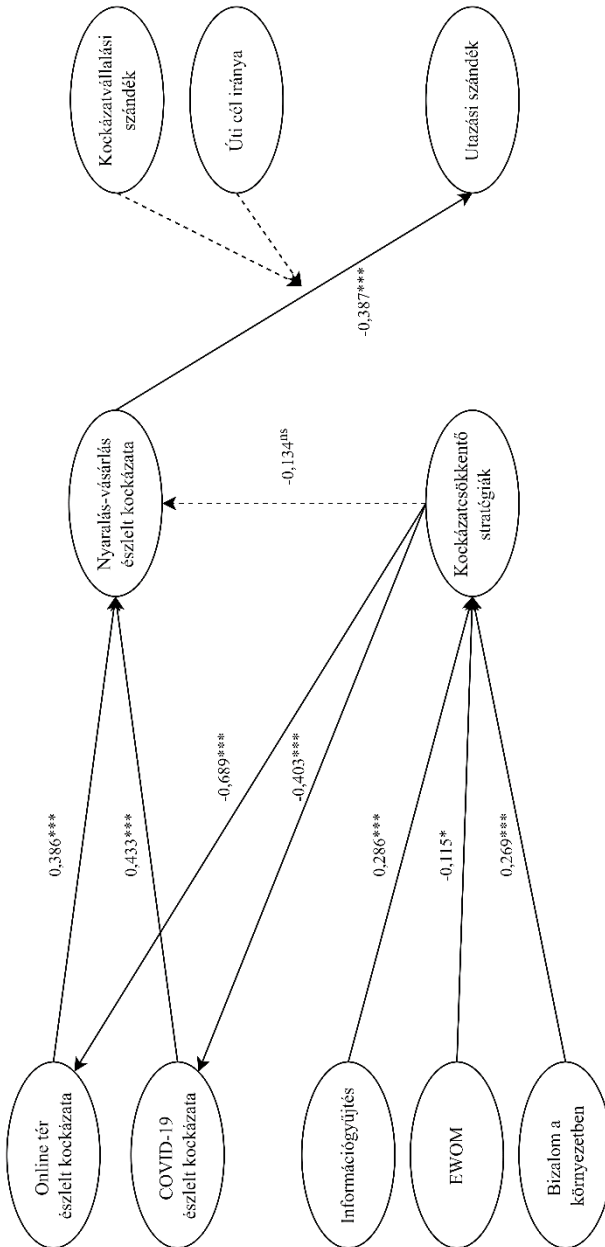 Online tér
észlelt kockázata
COVID-19
észlelt kockázata
Információgyűjtés
EWOM
Bizalom a
környezetben
0,386***
0,433***
-0,689***
-0,403***
0,286***
-0,115*
0,269***
Nyaralás-vásárlás
észlelt kockázata
-0,134ns
Kockázatcsökkentő
stratégiák
-0,387***
Kockázatvállalási
szándék
Úti cél iránya
Utazási szándék